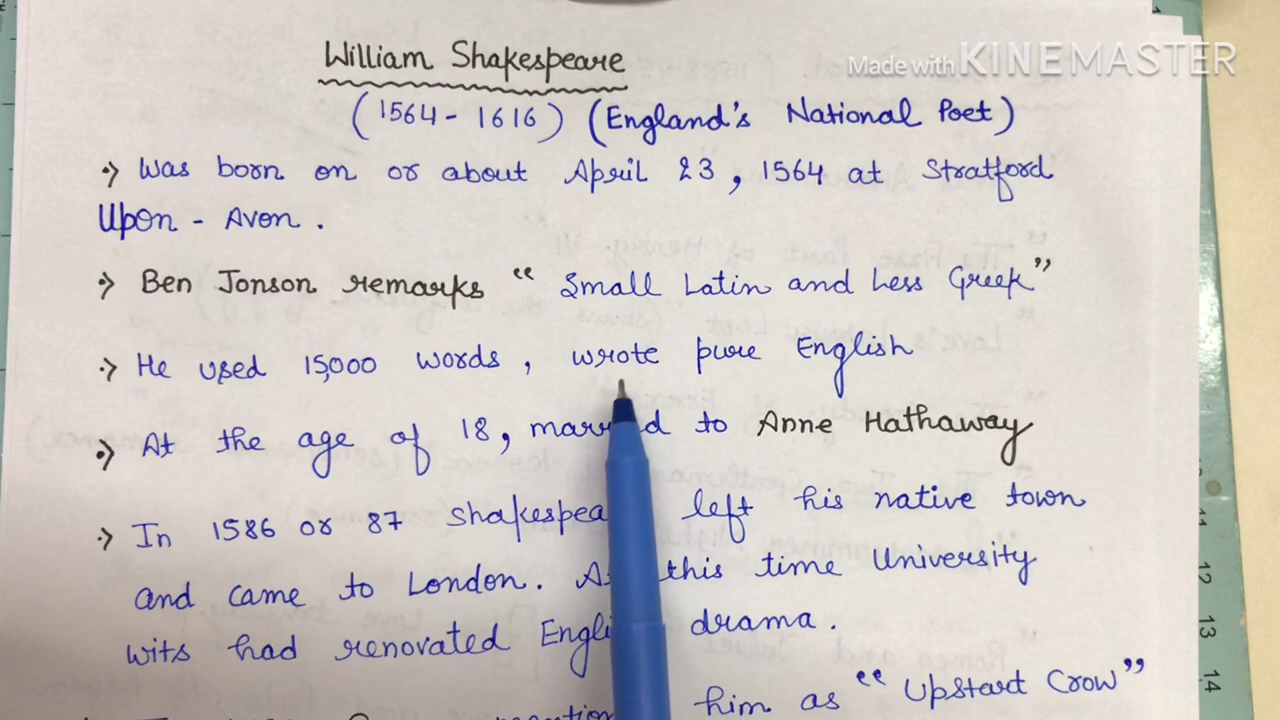 William Shakespeare
Made with KINEMASTER
(1564 - 1616) (England's National Poet)
:> Was born on or about April 23, 1564 at Stratford
Upon - Avon.
:> Ben Jonson remarks "Small Latin and Less Greek"
:> He used 15,000 words, wrote pure English
:> At the age of 18, to Anne Hathaway
:> In 1586 or 87 left his native town
and came to London. this time University
wits had renovated drama.
him as "Upstart Crow"